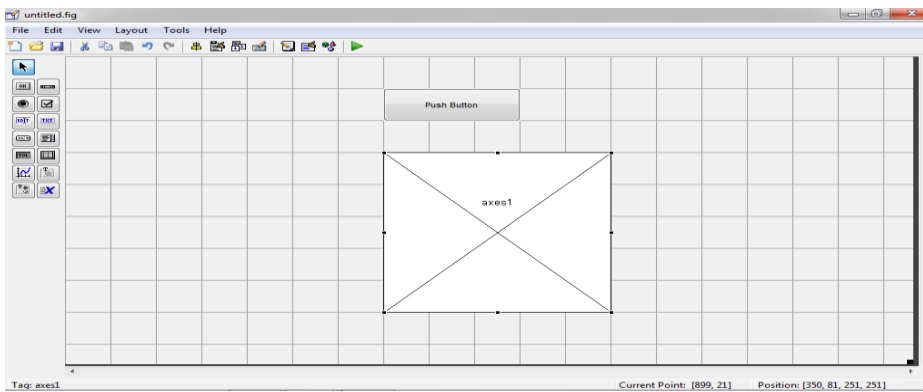 untitled.fig
File Edit View Layout Tools Help
Push Button
axes1
Tag: axes1
Current Point: [899, 21] Position: [350, 81, 251, 251]